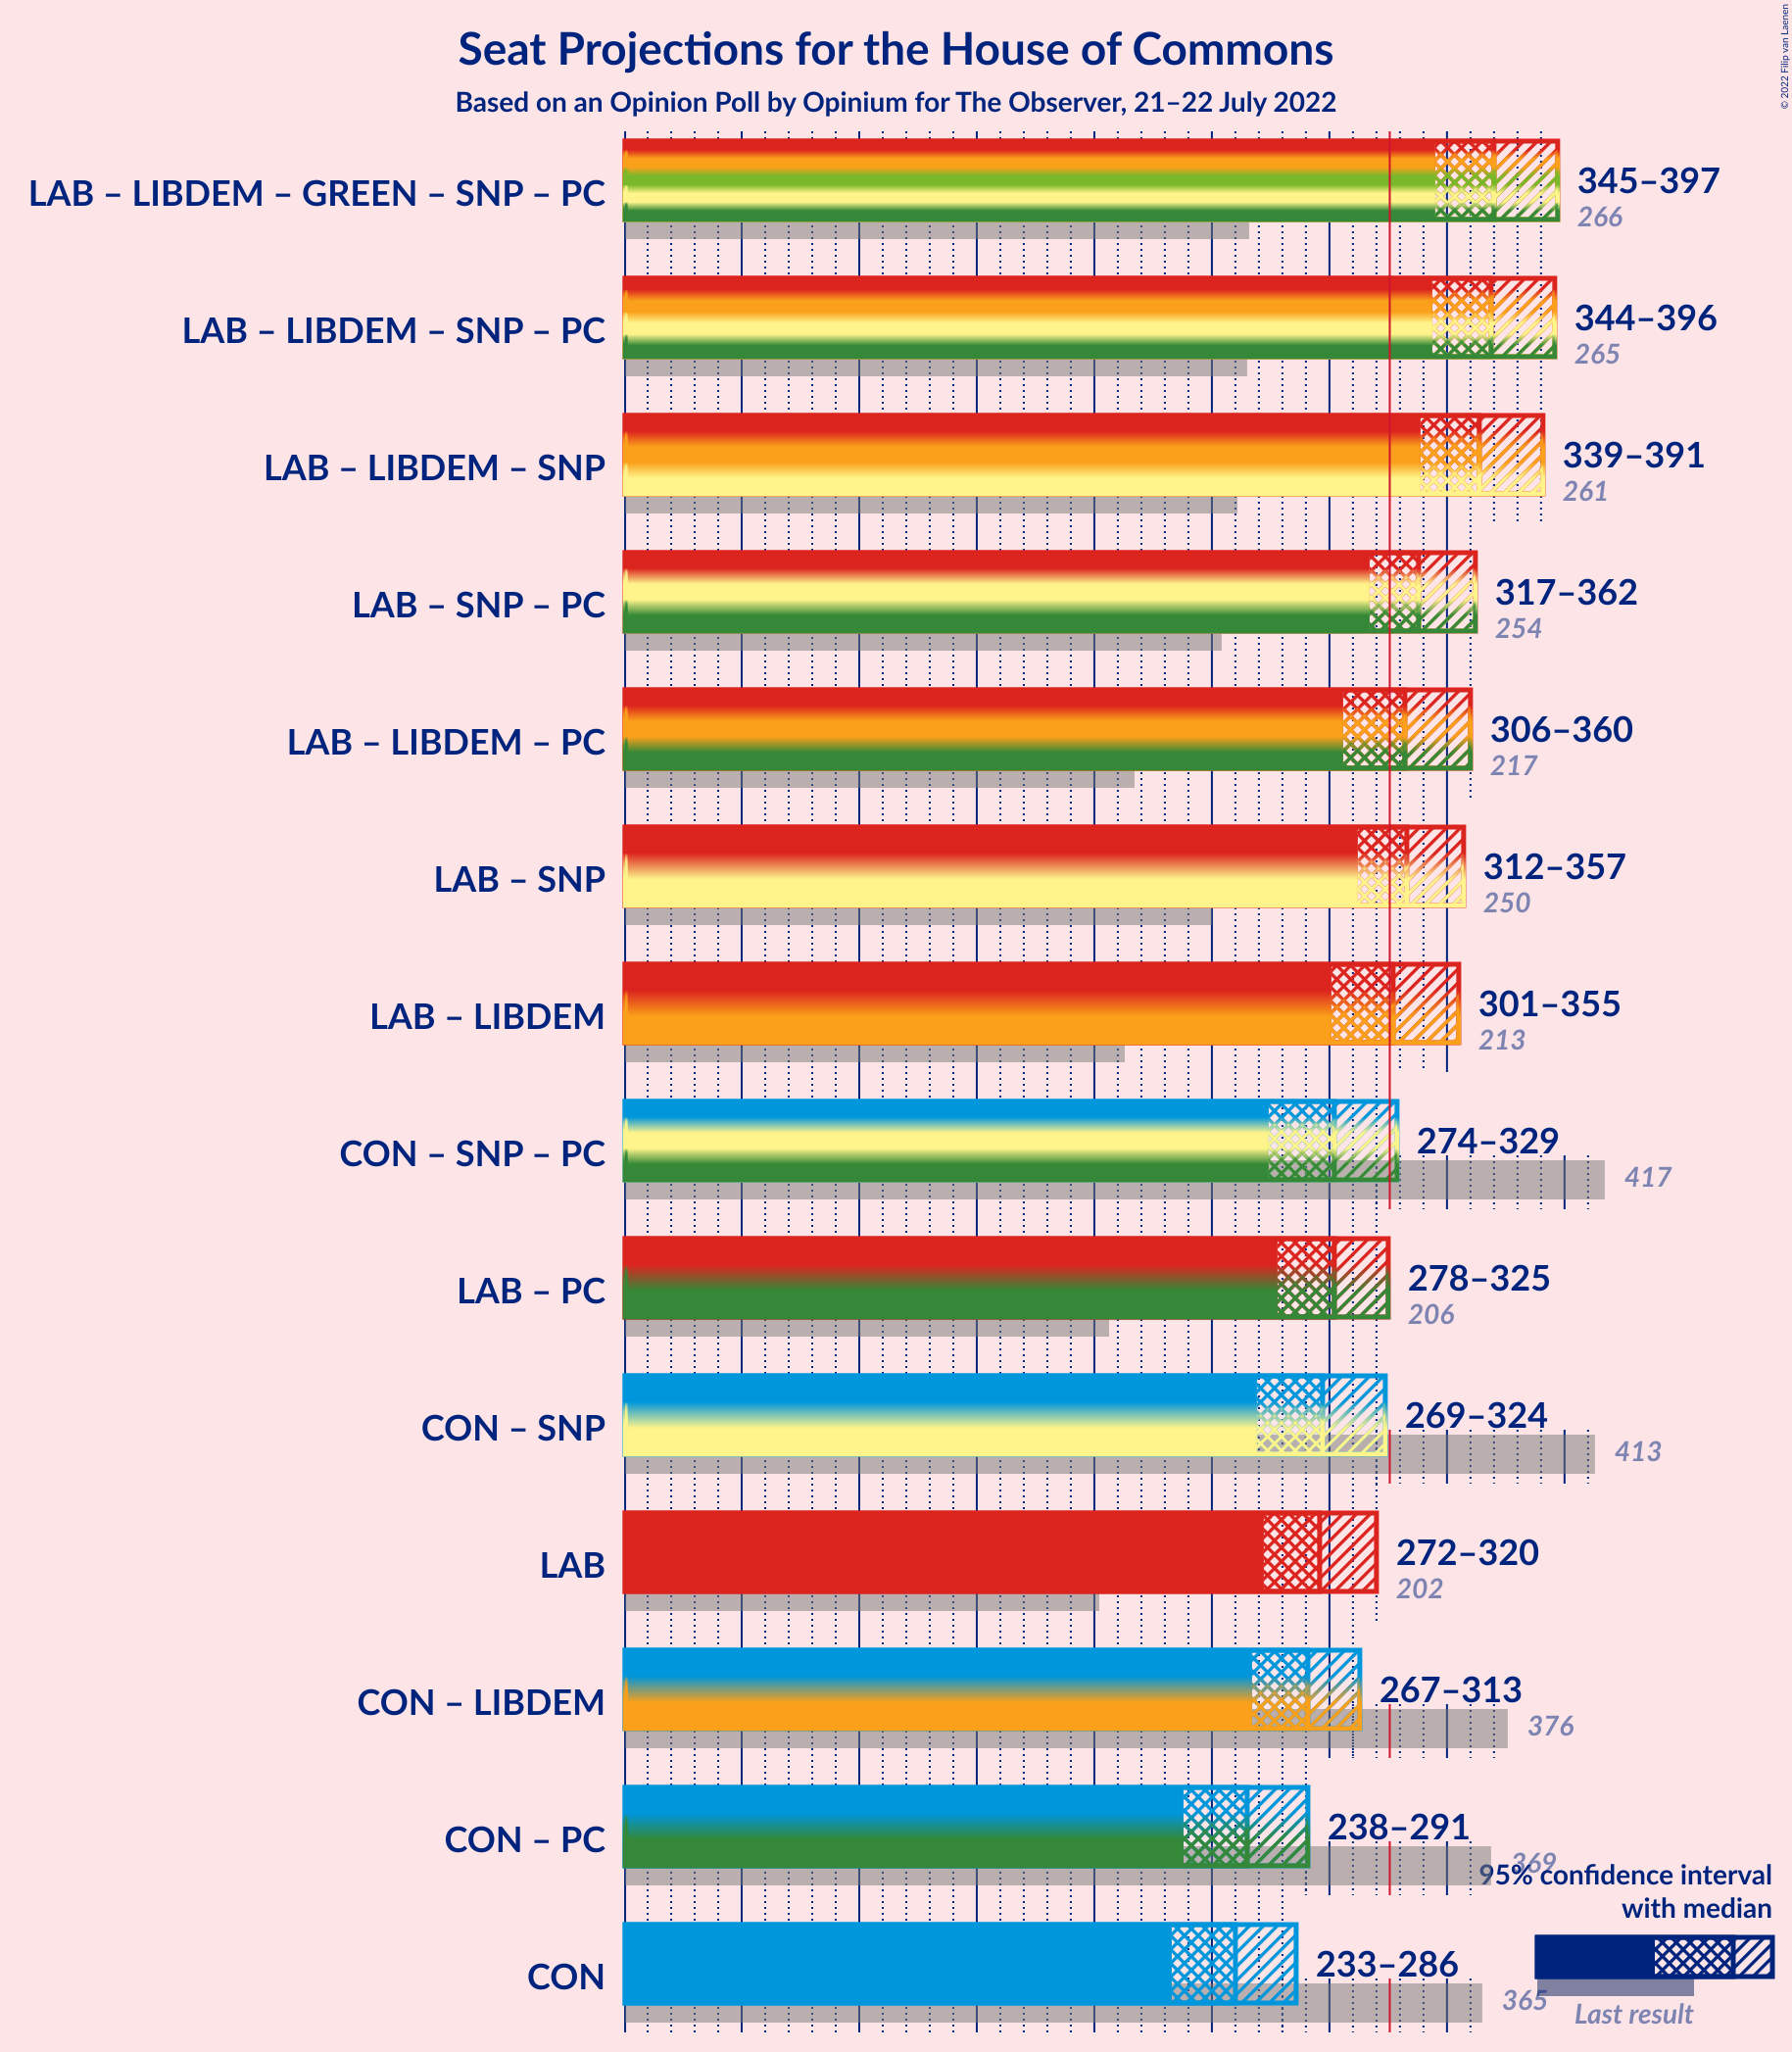 Seat Projections for the House of Commons
Based on an Opinion Poll by Opinium for The Observer, 21–22 July 2022
© 2022 Filip van Laenen
LAB – LIBDEM – GREEN – SNP – PC
345–397
266
LAB – LIBDEM – SNP – PC
344–396
265
LAB – LIBDEM – SNP
339–391
261
LAB – SNP – PC
317–362
254
LAB – LIBDEM – PC
306–360
217
LAB – SNP
312–357
250
LAB – LIBDEM
301–355
213
CON – SNP – PC
274–329
417
LAB – PC
278–325
206
CON – SNP
269–324
413
LAB
272–320
202
CON – LIBDEM
267–313
376
CON – PC
238–291
369
CON
233–286
365
95% confidence interval
with median
Last result